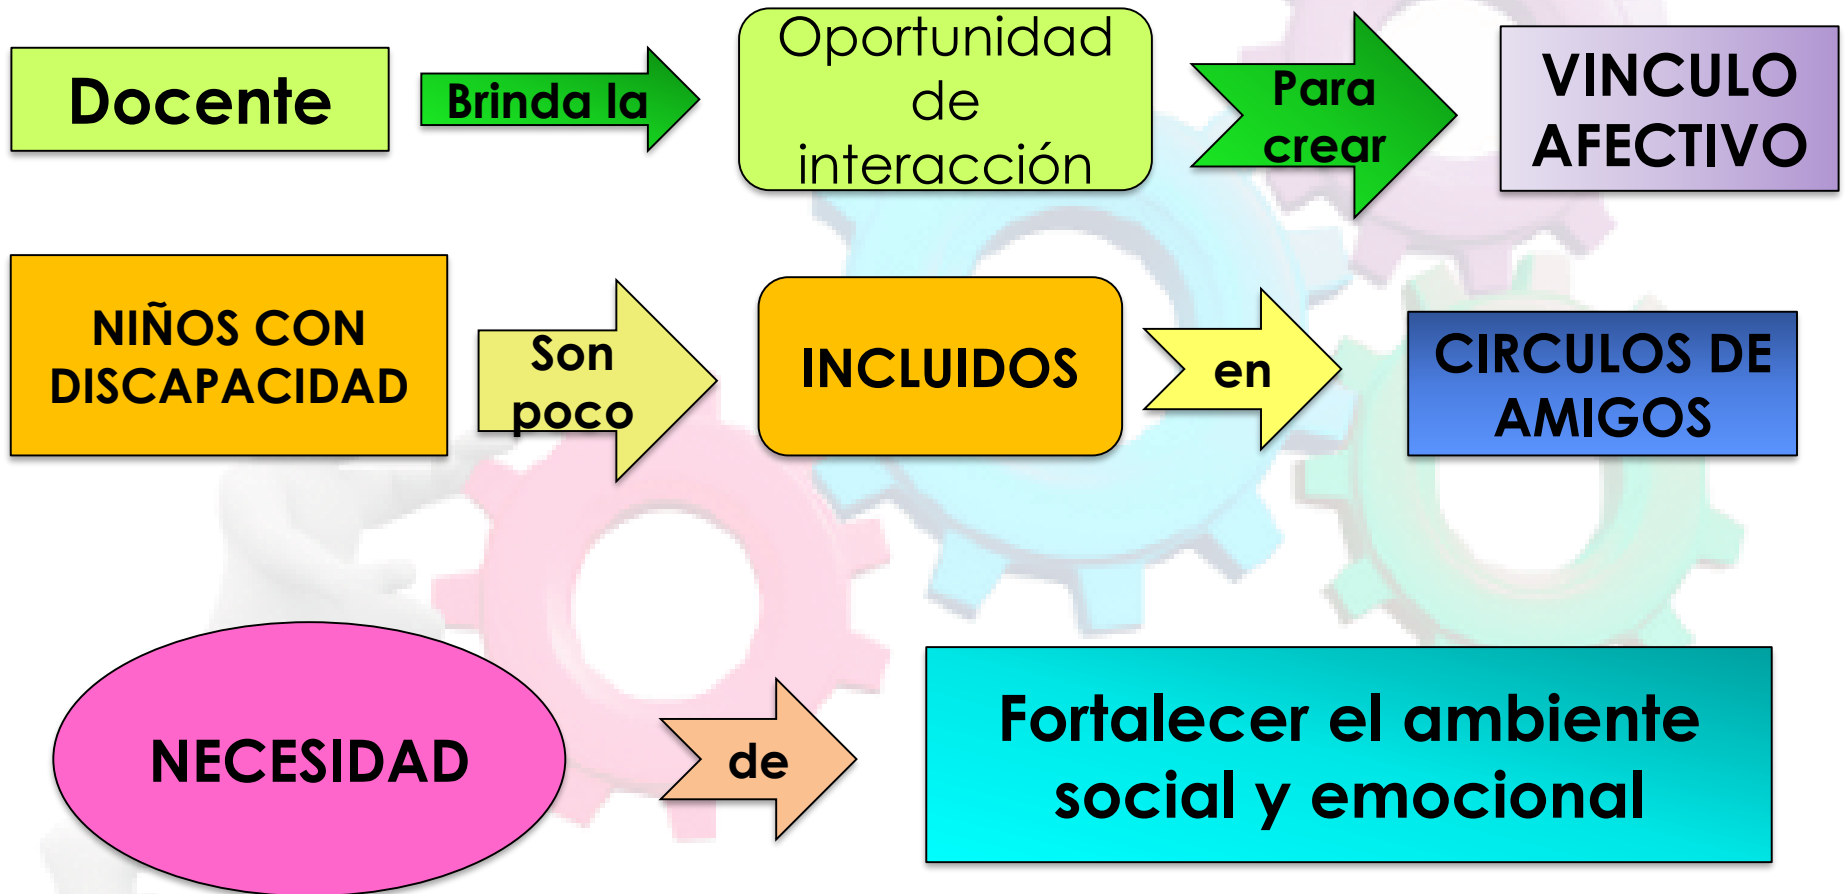 Docente
Brinda la
Oportunidad
de
interacción
Para
crear
VINCULO
AFECTIVO
NIÑOS CON
DISCAPACIDAD
Son
poco
INCLUIDOS
en
CIRCULOS DE
AMIGOS
NECESIDAD
de
Fortalecer el ambiente
social y emocional